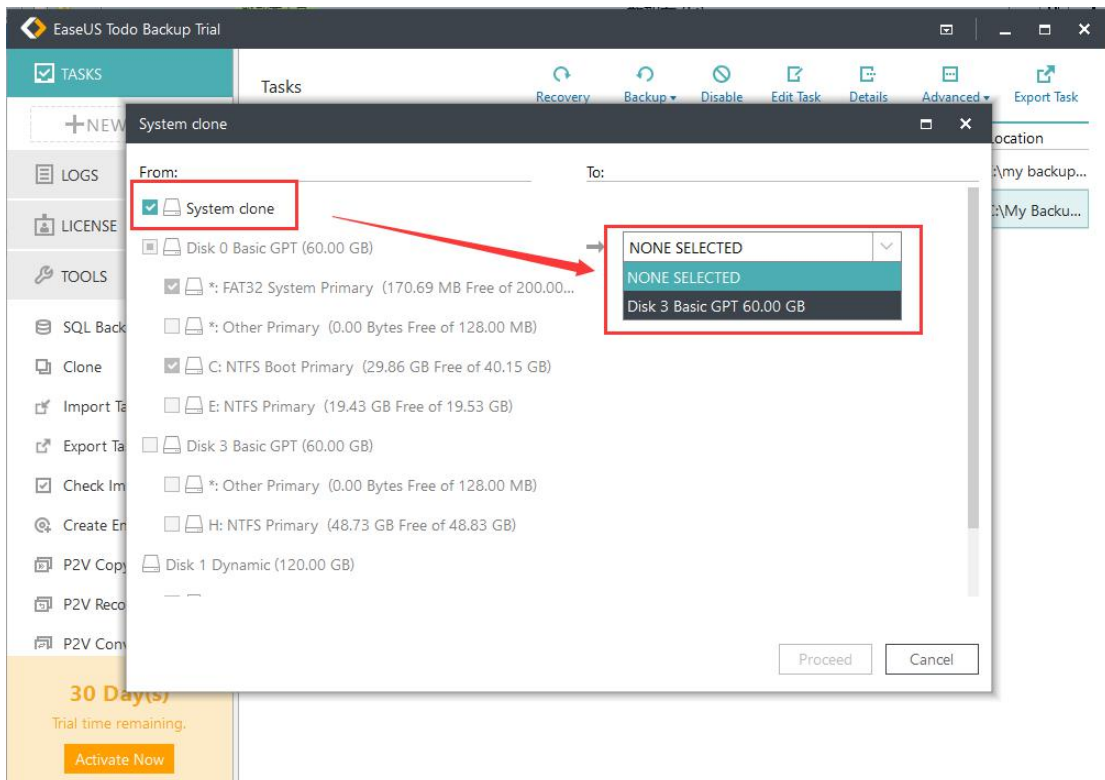 EaseUS Todo Backup Trial
TASKS
Tasks
Recovery
Backup
Disable
Edit Task
Details
Advanced
Export Task
NEW
System clone
ocation
LOGS
From:
To:
:\my backup...
System clone
:\My Backu...
LICENSE
Disk 0 Basic GPT (60.00 GB)
NONE SELECTED
NONE SELECTED
Disk 3 Basic GPT 60.00 GB
TOOLS
*: FAT32 System Primary (170.69 MB Free of 200.00...
SQL Back
*: Other Primary (0.00 Bytes Free of 128.00 MB)
Clone
C: NTFS Boot Primary (29.86 GB Free of 40.15 GB)
Import Ta
E: NTFS Primary (19.43 GB Free of 19.53 GB)
Export Ta
Disk 3 Basic GPT (60.00 GB)
Check Im
*: Other Primary (0.00 Bytes Free of 128.00 MB)
Create Em
H: NTFS Primary (48.73 GB Free of 48.83 GB)
P2V Copy
Disk 1 Dynamic (120.00 GB)
P2V Reco
P2V Conv
Proceed
Cancel
30 Day(s)
Trial time remaining.
Activate Now